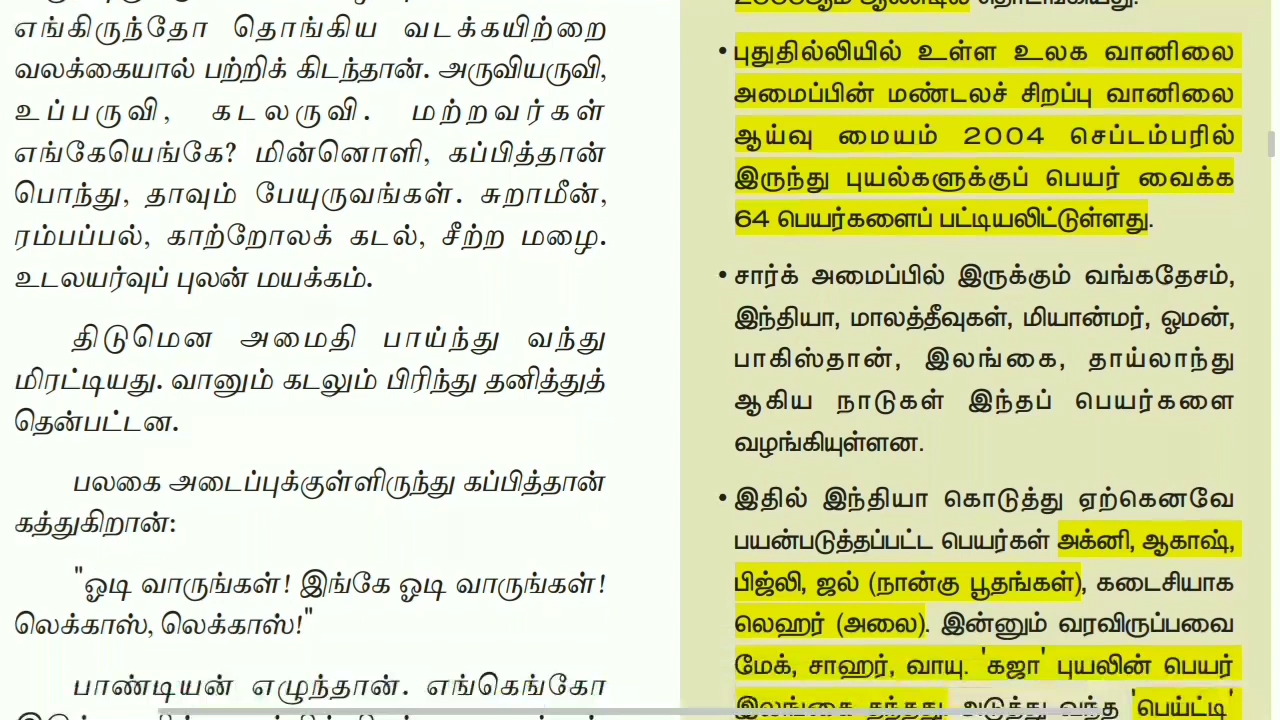 எங்கிருந்தோ தொங்கிய வடக்கயிற்றை
வலக்கையால் பற்றிக் கிடந்தான். அருவியருவி,
உப்பருவி, கடலருவி. மற்றவர்கள்
எங்கேயெங்கே? மின்னொளி, கப்பித்தான்
பொந்து, தாவும் பேயுருவங்கள். சுறாமீன்,
ரம்பப்பல், காற்றோலக் கடல், சீற்ற மழை.
உடலயர்வுப் புலன் மயக்கம்.
திடுமென அமைதி பாய்ந்து வந்து
மிரட்டியது. வானும் கடலும் பிரிந்து தனித்துத்
தென்பட்டன.
பலகை அடைப்புக்குள்ளிருந்து கப்பித்தான்
கத்துகிறான்:
"ஓடி வாருங்கள்! இங்கே ஓடி வாருங்கள்!
லெக்காஸ், லெக்காஸ்!"
பாண்டியன் எழுந்தான். எங்கெங்கோ
• புதுதில்லியில் உள்ள உலக வானிலை
அமைப்பின் மண்டலச் சிறப்பு வானிலை
ஆய்வு மையம் 2004 செப்டம்பரில்
இருந்து புயல்களுக்குப் பெயர் வைக்க
64 பெயர்களைப் பட்டியலிட்டுள்ளது.
• சார்க் அமைப்பில் இருக்கும் வங்கதேசம்,
இந்தியா, மாலத்தீவுகள், மியான்மர், ஓமன்,
பாகிஸ்தான், இலங்கை, தாய்லாந்து
ஆகிய நாடுகள் இந்தப் பெயர்களை
வழங்கியுள்ளன.
• இதில் இந்தியா கொடுத்து ஏற்கெனவே
பயன்படுத்தப்பட்ட பெயர்கள் அக்னி, ஆகாஷ்,
பிஜ்லி, ஜல் (நான்கு பூதங்கள்), கடைசியாக
லெஹர் (அலை). இன்னும் வரவிருப்பவை
மேக், சாஹர், வாயு. 'கஜா' புயலின் பெயர்
இலங்கை தந்தது. அடுத்து வந்த 'பெய்ட்டி'